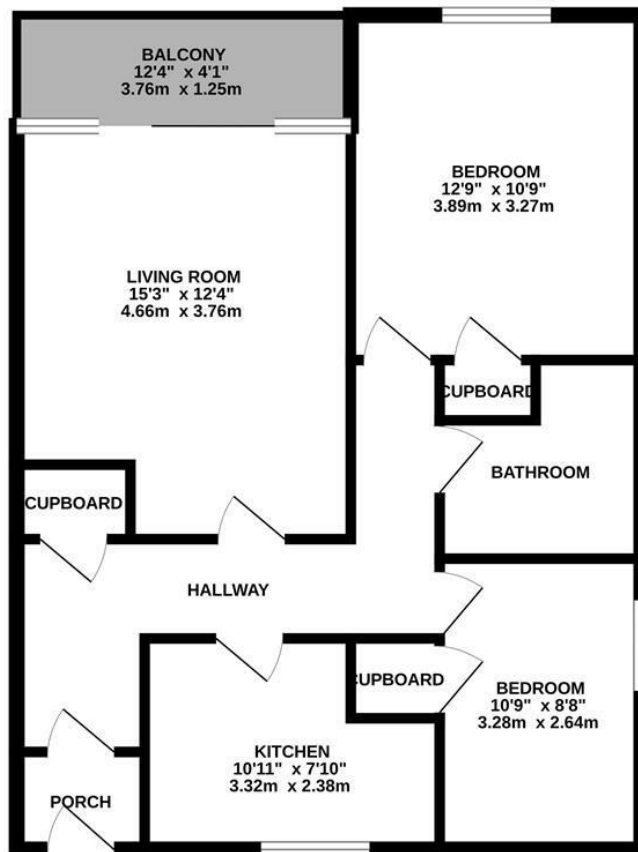 BALCONY
12'4" x 4'1"
3.76m x 1.25m
BEDROOM
12'9" x 10'9"
3.89m x 3.27m
LIVING ROOM
15'3" x 12'4"
4.66m x 3.76m
CUPBOARD
BATHROOM
CUPBOARD
HALLWAY
CUPBOARD
BEDROOM
10'9" x 8'8"
3.28m x 2.64m
KITCHEN
10'11" x 7'10"
3.32m x 2.38m
PORCH